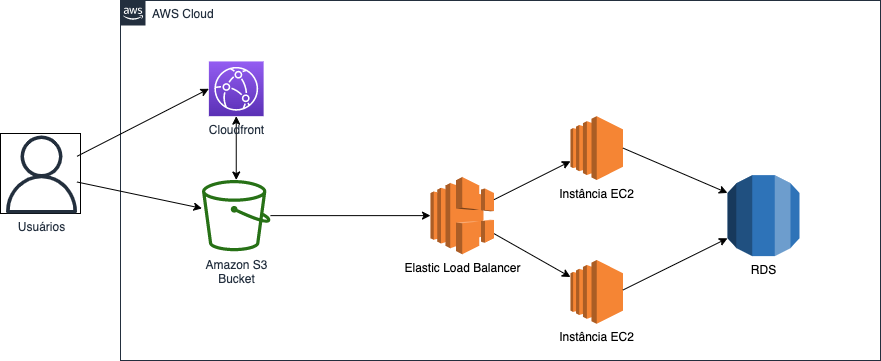 aws
AWS Cloud
Cloudfront
Usuários
Amazon S3
Bucket
Elastic Load Balancer
Instância EC2
Instância EC2
RDS